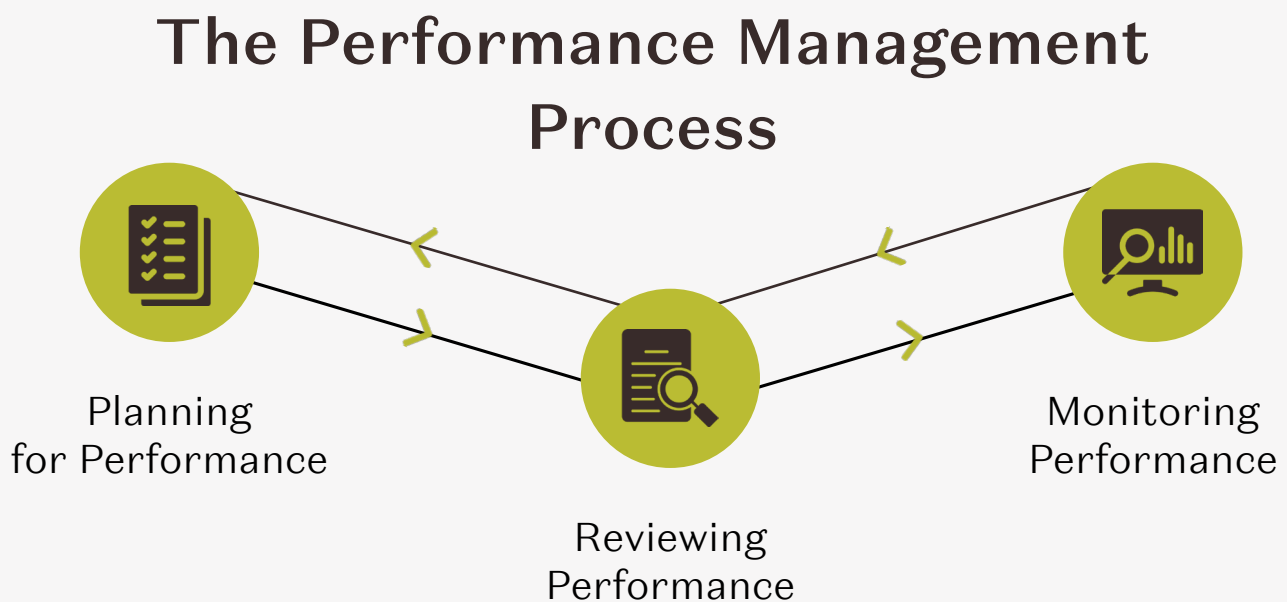 The Performance Management
Process
Planning
for Performance
Monitoring
Performance
Reviewing
Performance